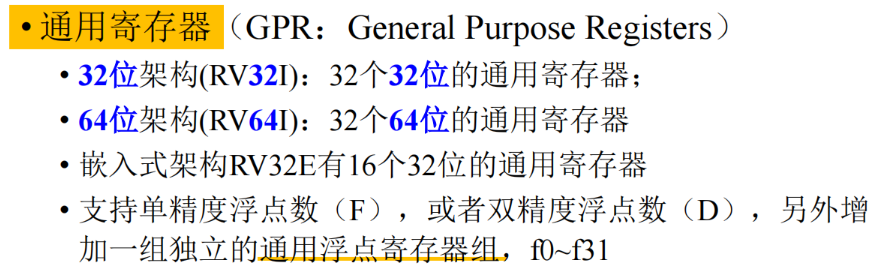 • 通用寄存器（GPR：General Purpose Registers）
• 32位架构(RV32I)：32个32位的通用寄存器；
• 64位架构(RV64I)：32个64位的通用寄存器
• 嵌入式架构RV32E有16个32位的通用寄存器
• 支持单精度浮点数（F），或者双精度浮点数（D），另外增
加一组独立的通用浮点寄存器组，f0~f31